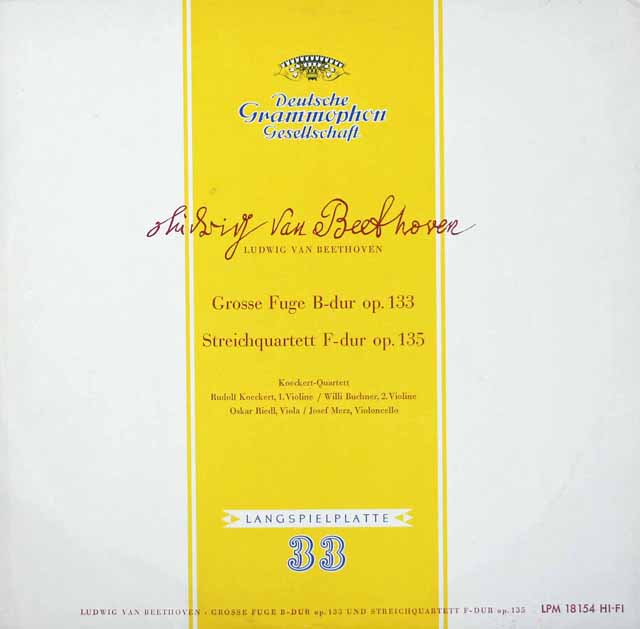 Deutsche
Grammophon
Gesellschaft
Ludwig van Beethoven
LUDWIG VAN BEETHOVEN
Grosse Fuge B-dur op. 133
Streichquartett F-dur op. 135
Koeckert-Quartett
Rudolf Koeckert, 1. Violine / Willi Buchner, 2. Violine
Oskar Riedl, Viola / Josef Merz, Violoncello
LANGSPIELPLATTE
33
LUDWIG VAN BEETHOVEN · GROSSE FUGE B-DUR op. 133 UND STREICHQUARTETT F-DUR op. 135 LPM 18154 HI-FI